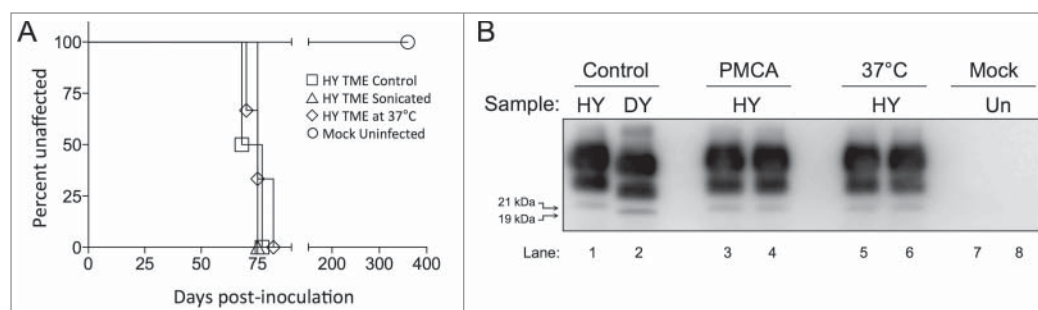 A
100
75
50
25
0
Percent unaffected
HY TME Control
HY TME Sonicated
HY TME at 37°C
Mock Uninfected
0 25 50 75 200 300 400
Days post-inoculation
B
Control PMCA 37°C Mock
Sample: HY DY HY HY Un
21 kDa
19 kDa
Lane: 1 2 3 4 5 6 7 8